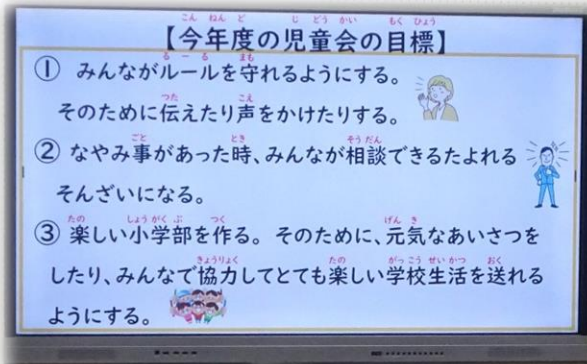 【今年度の児童会の目標】
① みんながルールを守れるようにする。
そのために伝えたり声をかけたりする。
② なやみ事があった時、みんなが相談できるたよれる
そんざいになる。
③ 楽しい小学部を作る。そのために、元気なあいさつを
したり、みんなで協力してとても楽しい学校生活を送れる
ようにする。